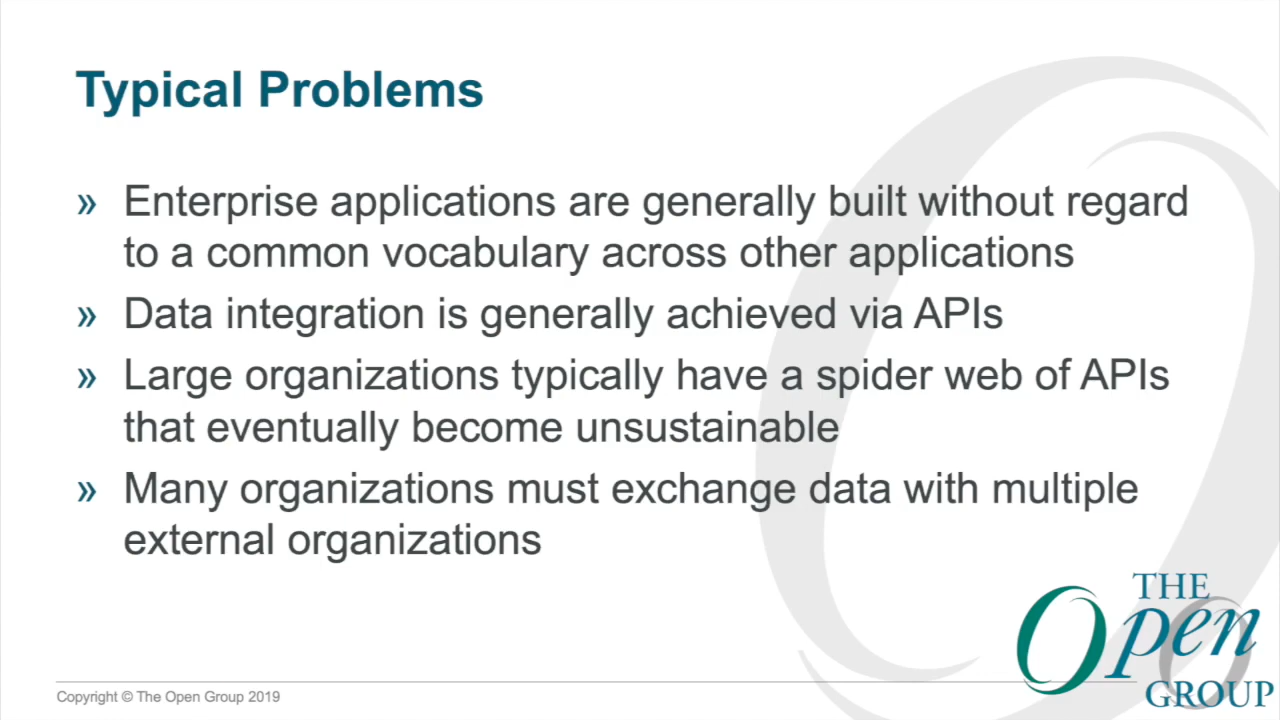 Typical Problems
» Enterprise applications are generally built without regard
to a common vocabulary across other applications
» Data integration is generally achieved via APIs
» Large organizations typically have a spider web of APIs
that eventually become unsustainable
» Many organizations must exchange data with multiple
external organizations
THE
Open
GROUP
Copyright © The Open Group 2019